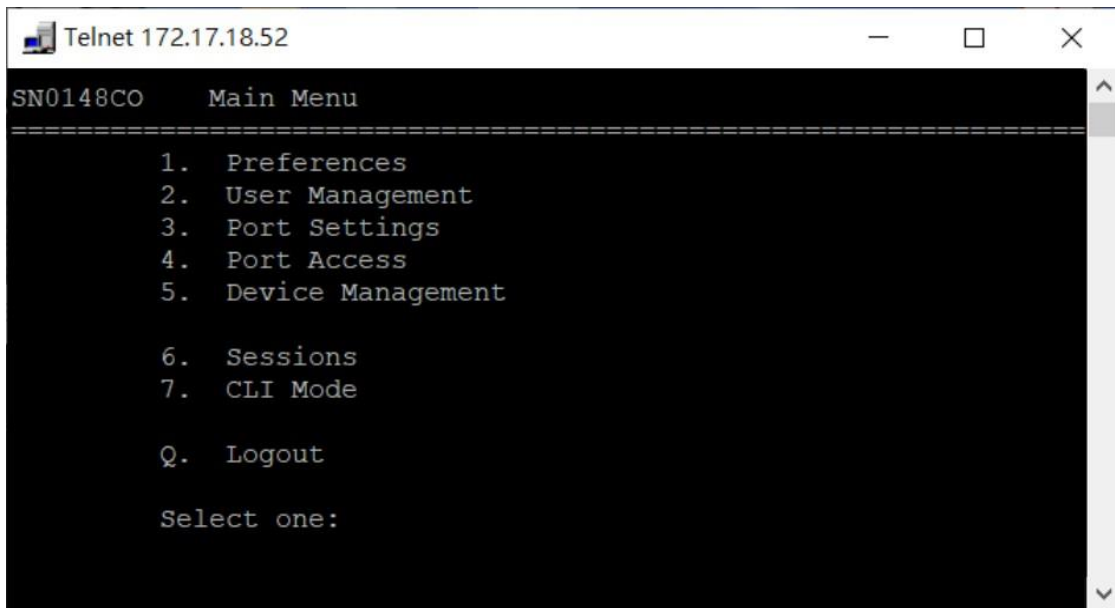 Telnet 172.17.18.52
SN0148CO Main Menu
==================================================================
1. Preferences
2. User Management
3. Port Settings
4. Port Access
5. Device Management
6. Sessions
7. CLI Mode
Q. Logout
Select one: